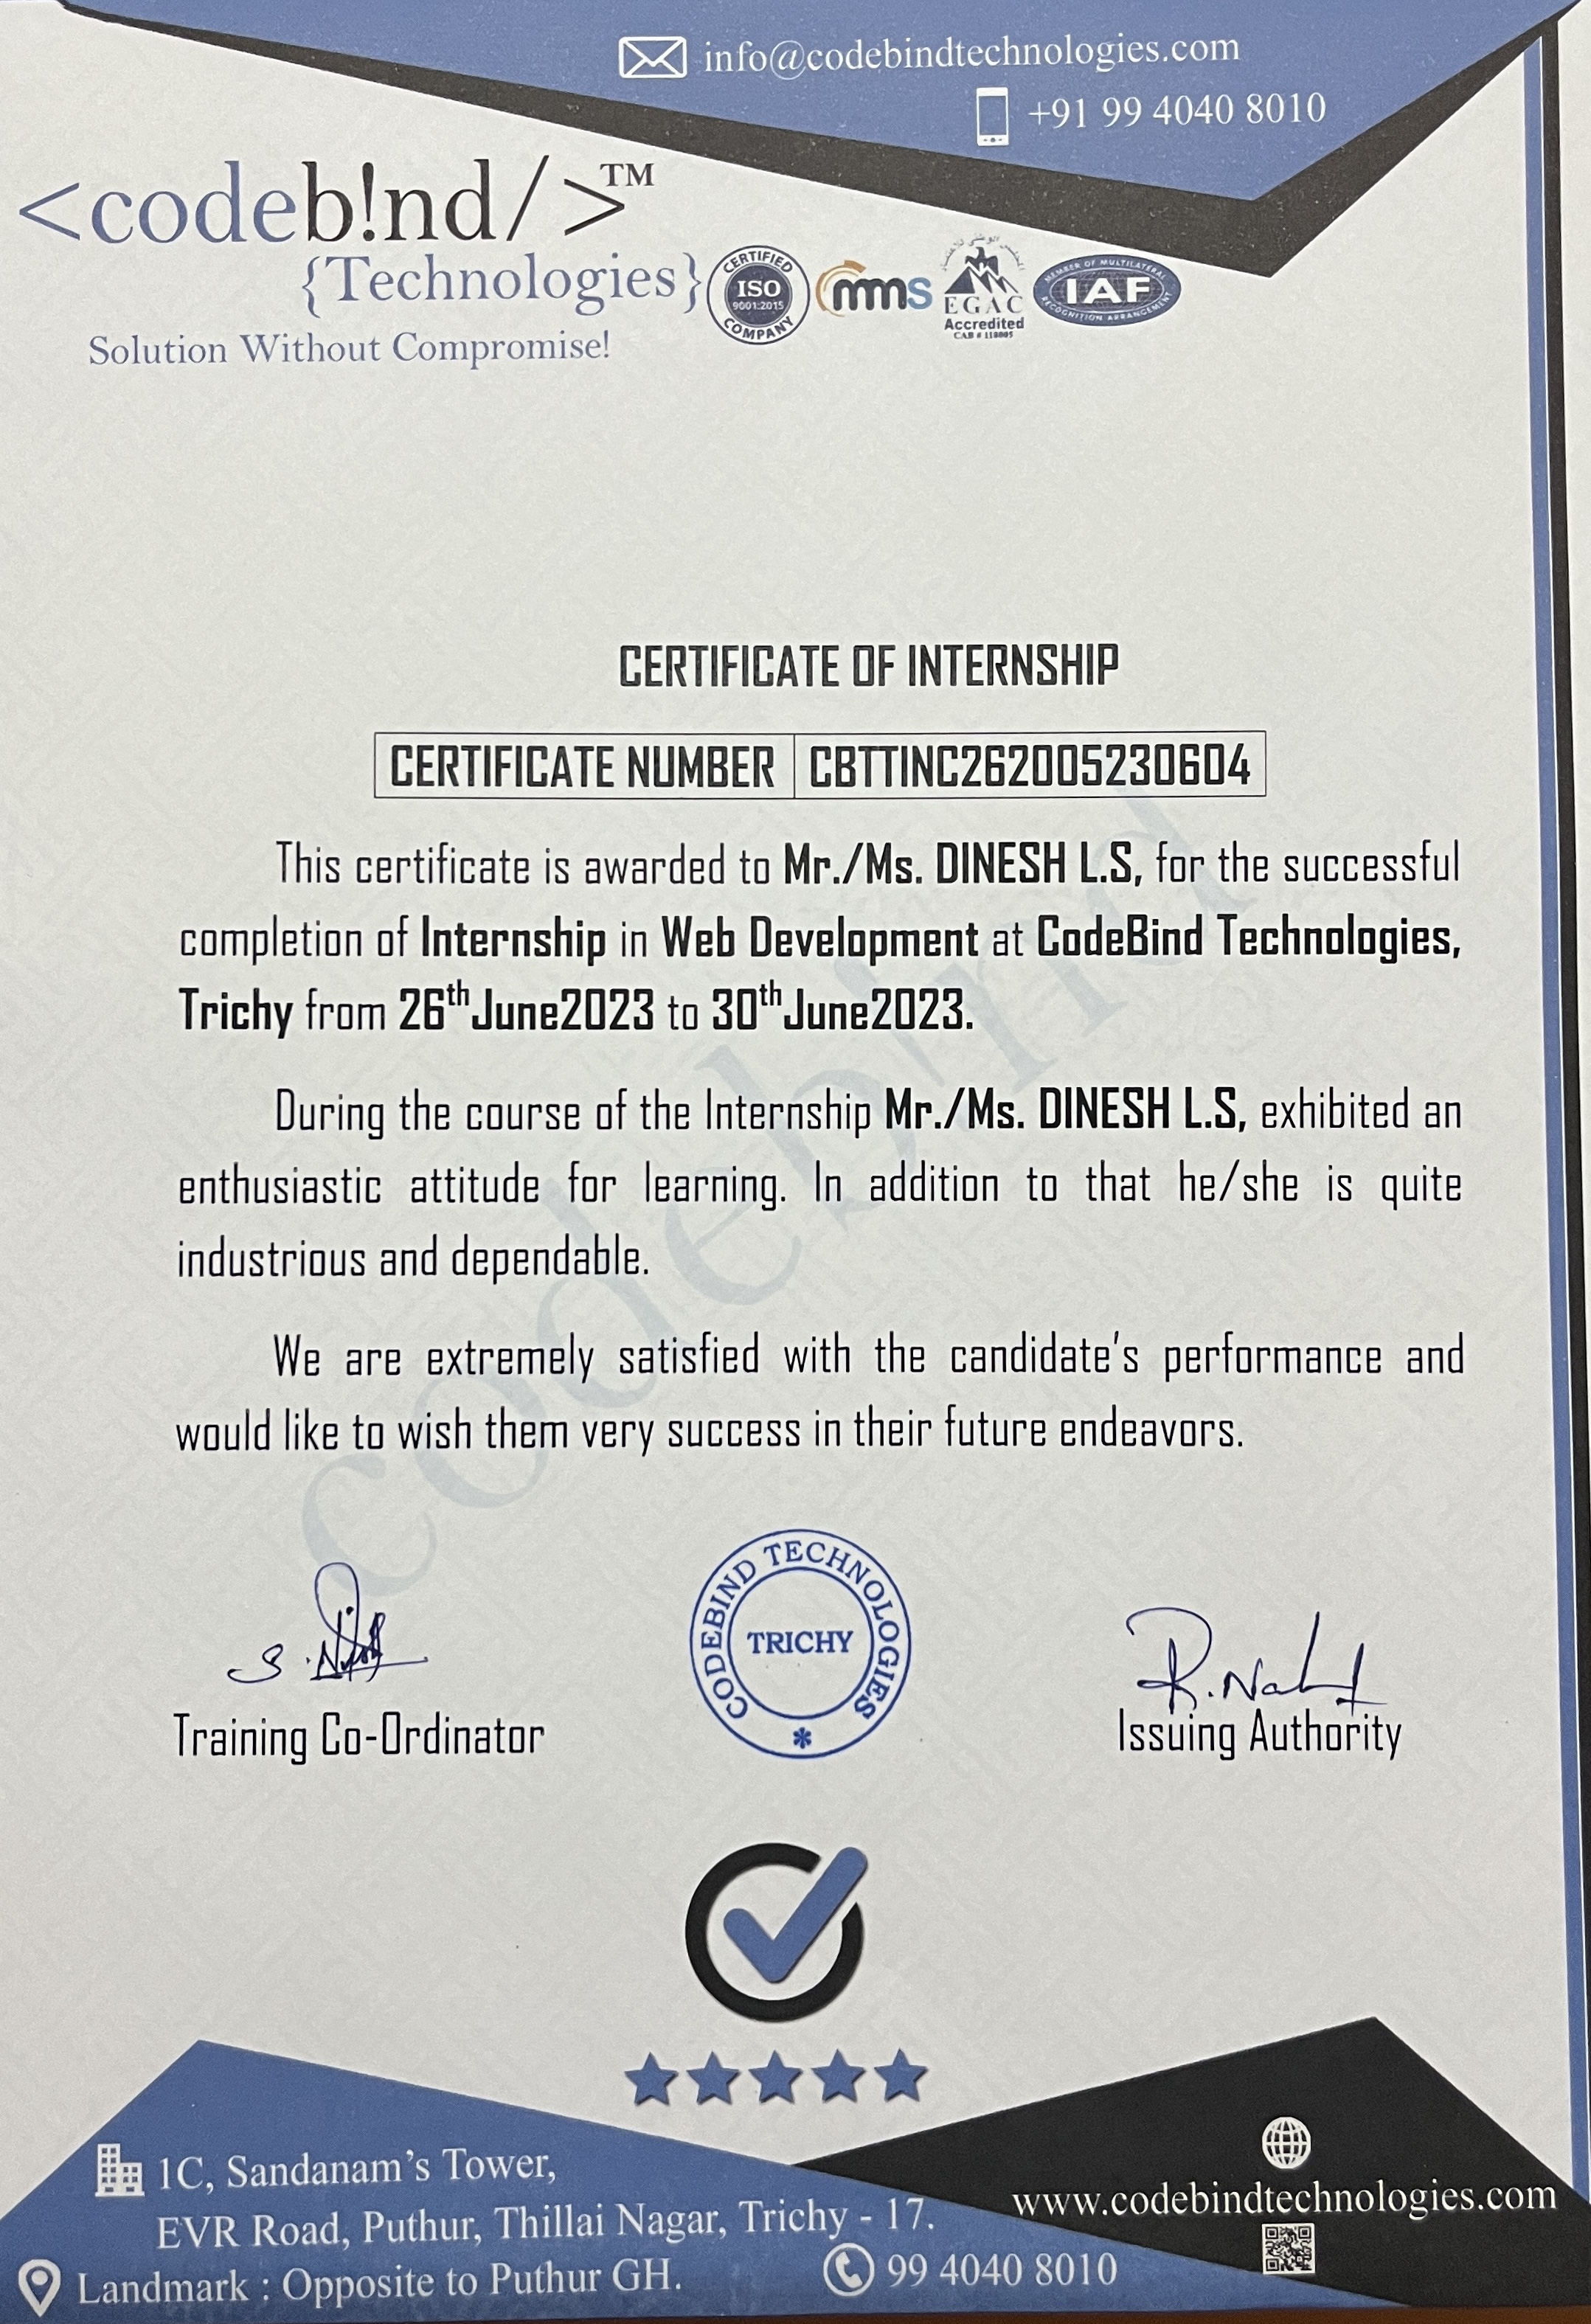 info@codebindtechnologies.com
+91 99 4040 8010
<codeb!nd/>TM
{Technologies}
Solution Without Compromise!
CERTIFIED
ISO
9001:2015
COMPANY
mms
EGAC
Accredited
CAB # 118005
MEMBER OF MULTILATERAL
IAF
RECOGNITION ARRANGEMENT
CERTIFICATE OF INTERNSHIP
CERTIFICATE NUMBER CBTTINC262005230604
This certificate is awarded to Mr./Ms. DINESH L.S, for the successful
completion of Internship in Web Development at CodeBind Technologies,
Trichy from 26th June2023 to 30th June2023.
During the course of the Internship Mr./Ms. DINESH L.S, exhibited an
enthusiastic attitude for learning. In addition to that he/she is quite
industrious and dependable.
We are extremely satisfied with the candidate's performance and
would like to wish them very success in their future endeavors.
codeb!nd
CODEBIND TECHNOLOGIES
TRICHY
*
Training Co-Ordinator
Issuing Authority
1C, Sandanam's Tower,
EVR Road, Puthur, Thillai Nagar, Trichy - 17.
Landmark : Opposite to Puthur GH.
99 4040 8010
www.codebindtechnologies.com